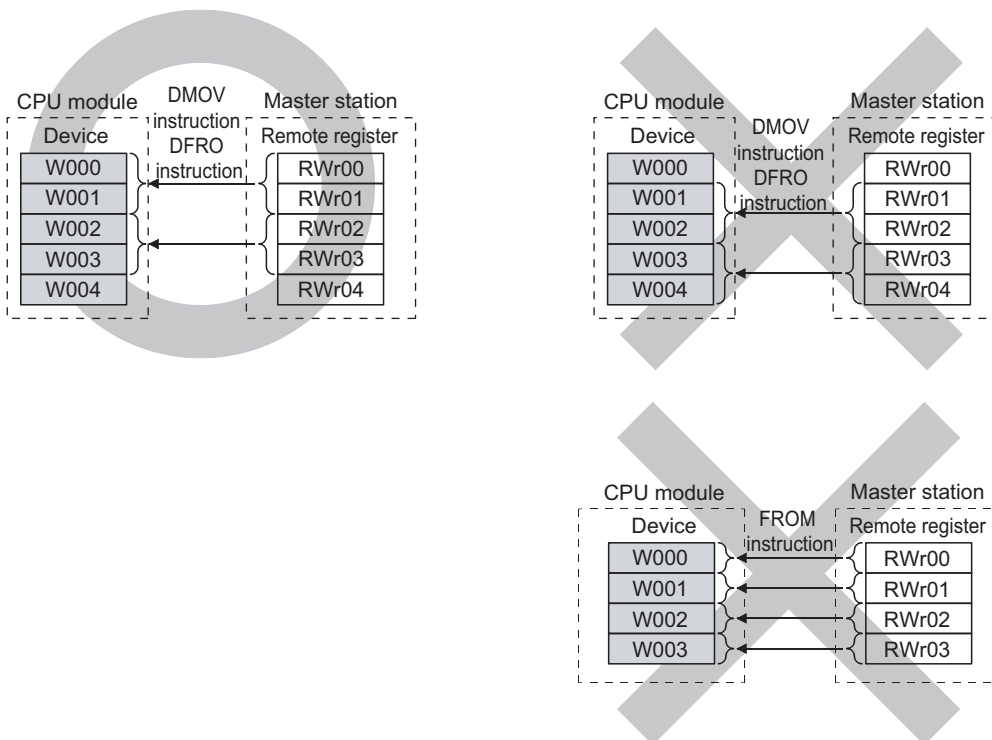 CPU module
DMOV
instruction
DFRO
instruction
Master station
Device
Remote register
W000
RWr00
W001
RWr01
W002
RWr02
W003
RWr03
W004
RWr04
CPU module
DMOV
instruction
DFRO
instruction
Master station
Device
Remote register
W000
RWr00
W001
RWr01
W002
RWr02
W003
RWr03
W004
RWr04
CPU module
FROM
instruction
Master station
Device
Remote register
W000
RWr00
W001
RWr01
W002
RWr02
W003
RWr03